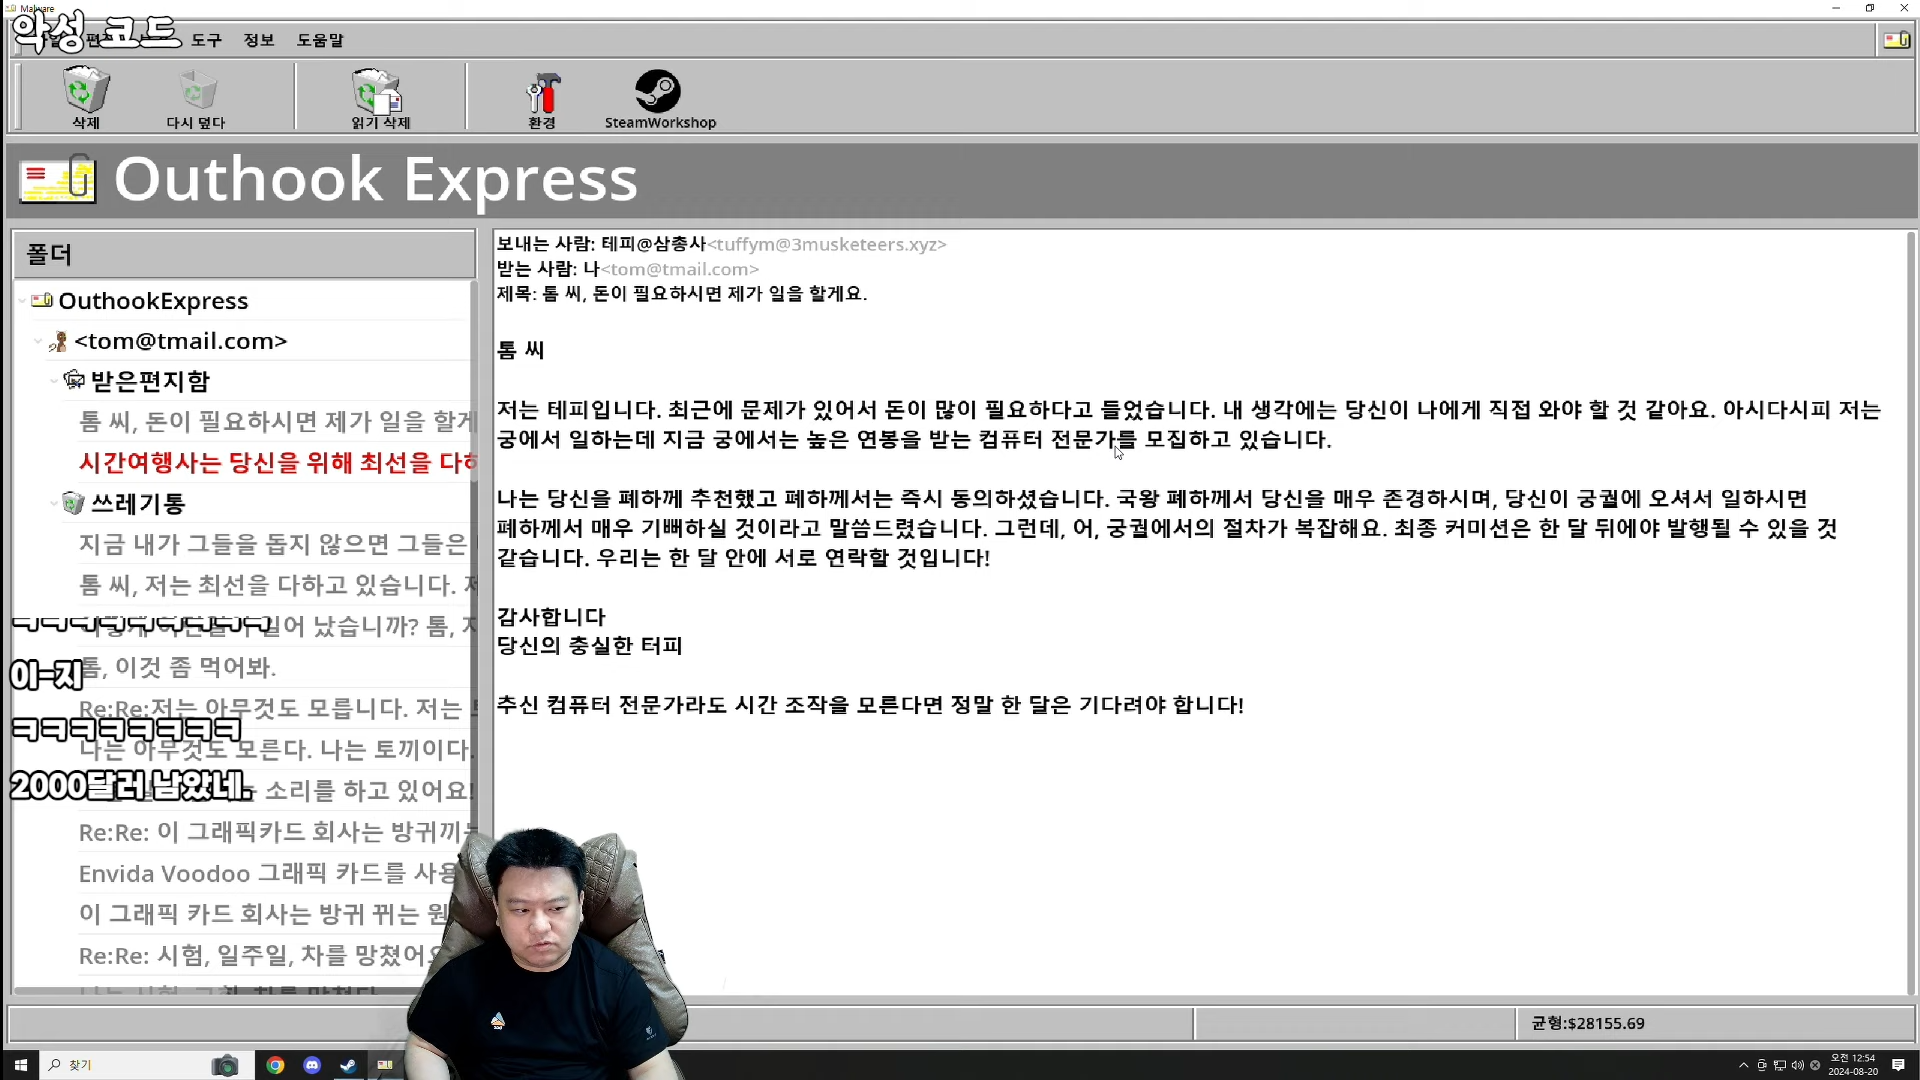 Malware
악성 코드
도구
정보
도움말
삭제
다시 덮다
읽기 삭제
환경
SteamWorkshop
Outhook Express
폴더
OuthookExpress
<tom@tmail.com>
받은편지함
톰 씨, 돈이 필요하시면 제가 일을 할게
시간여행사는 당신을 위해 최선을 다하
쓰레기통
지금 내가 그들을 돕지 않으면 그들은
톰 씨, 저는 최선을 다하고 있습니다.
어 났습니까? 톰,
톰, 이것 좀 먹어봐.
이-지
Re:Re:저는 아무것도 모릅니다. 저는
ㅋㅋㅋㅋㅋㅋㅋㅋ
나는 아무것도 모른다. 나는 토끼이다.
2000달러 남았네.
소리를 하고 있어요!
Re:Re: 이 그래픽카드 회사는 방귀끼는
Envida Voodoo 그래픽 카드를 사용
이 그래픽 카드 회사는 방귀 뀌는 원
Re:Re: 시험, 일주일, 차를 망쳤어요
보내는 사람: 테피@삼총사<tuffym@3musketeers.xyz>
받는 사람: 나<tom@tmail.com>
제목: 톰 씨, 돈이 필요하시면 제가 일을 할게요.
톰 씨
저는 테피입니다. 최근에 문제가 있어서 돈이 많이 필요하다고 들었습니다. 내 생각에는 당신이 나에게 직접 와야 할 것 같아요. 아시다시피 저는
궁에서 일하는데 지금 궁에서는 높은 연봉을 받는 컴퓨터 전문가를 모집하고 있습니다.
나는 당신을 폐하께 추천했고 폐하께서는 즉시 동의하셨습니다. 국왕 폐하께서 당신을 매우 존경하시며, 당신이 궁궐에 오셔서 일하시면
폐하께서 매우 기뻐하실 것이라고 말씀드렸습니다. 그런데, 어, 궁궐에서의 절차가 복잡해요. 최종 커미션은 한 달 뒤에야 발행될 수 있을 것
같습니다. 우리는 한 달 안에 서로 연락할 것입니다!
감사합니다
당신의 충실한 터피
추신 컴퓨터 전문가라도 시간 조작을 모른다면 정말 한 달은 기다려야 합니다!
균형:$28155.69
찾기
오전 12:54
2024-08-20